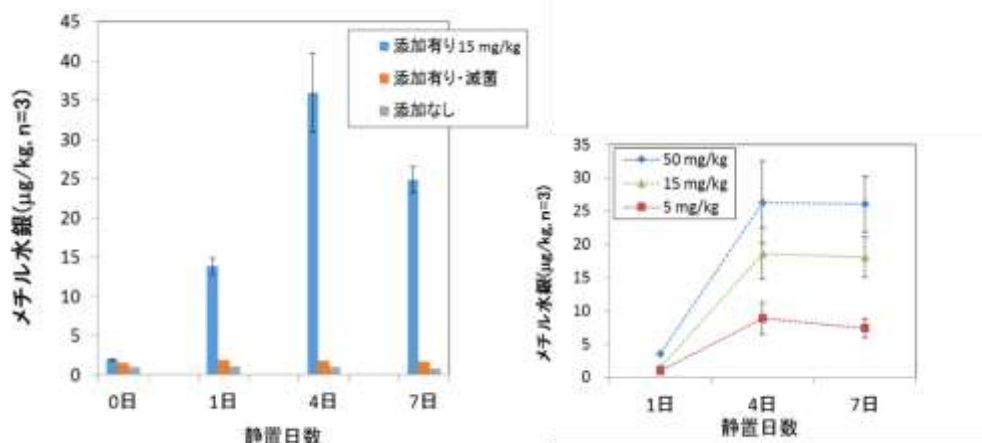 メチル水銀(μg/kg, n=3)
45
40
35
30
25
20
15
10
5
0
添加有り15 mg/kg
添加有り・滅菌
添加なし
0日
1日
4日
7日
静置日数
メチル水銀(μg/kg, n=3)
35
30
25
20
15
10
5
0
50 mg/kg
15 mg/kg
5 mg/kg
1日
4日
7日
静置日数